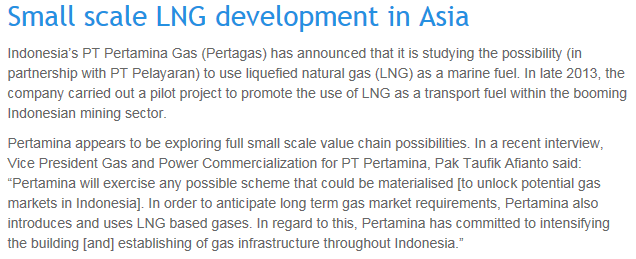 Small scale LNG development in Asia
Indonesia's PT Pertamina Gas (Pertagas) has announced that it is studying the possibility (in
partnership with PT Pelayaran) to use liquefied natural gas (LNG) as a marine fuel. In late 2013, the
company carried out a pilot project to promote the use of LNG as a transport fuel within the booming
Indonesian mining sector.
Pertamina appears to be exploring full small scale value chain possibilities. In a recent interview,
Vice President Gas and Power Commercialization for PT Pertamina, Pak Taufik Afianto said:
“Pertamina will exercise any possible scheme that could be materialised [to unlock potential gas
markets in Indonesia]. In order to anticipate long term gas market requirements, Pertamina also
introduces and uses LNG based gases. In regard to this, Pertamina has committed to intensifying
the building [and] establishing of gas infrastructure throughout Indonesia.”